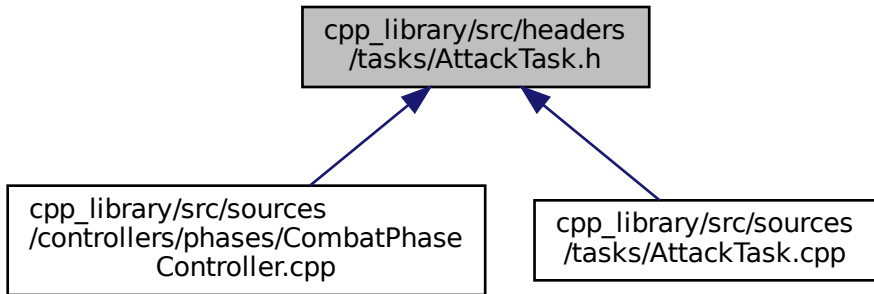 cpp_library/src/headers
/tasks/AttackTask.h
cpp_library/src/sources
/controllers/phases/CombatPhase
Controller.cpp
cpp_library/src/sources
/tasks/AttackTask.cpp